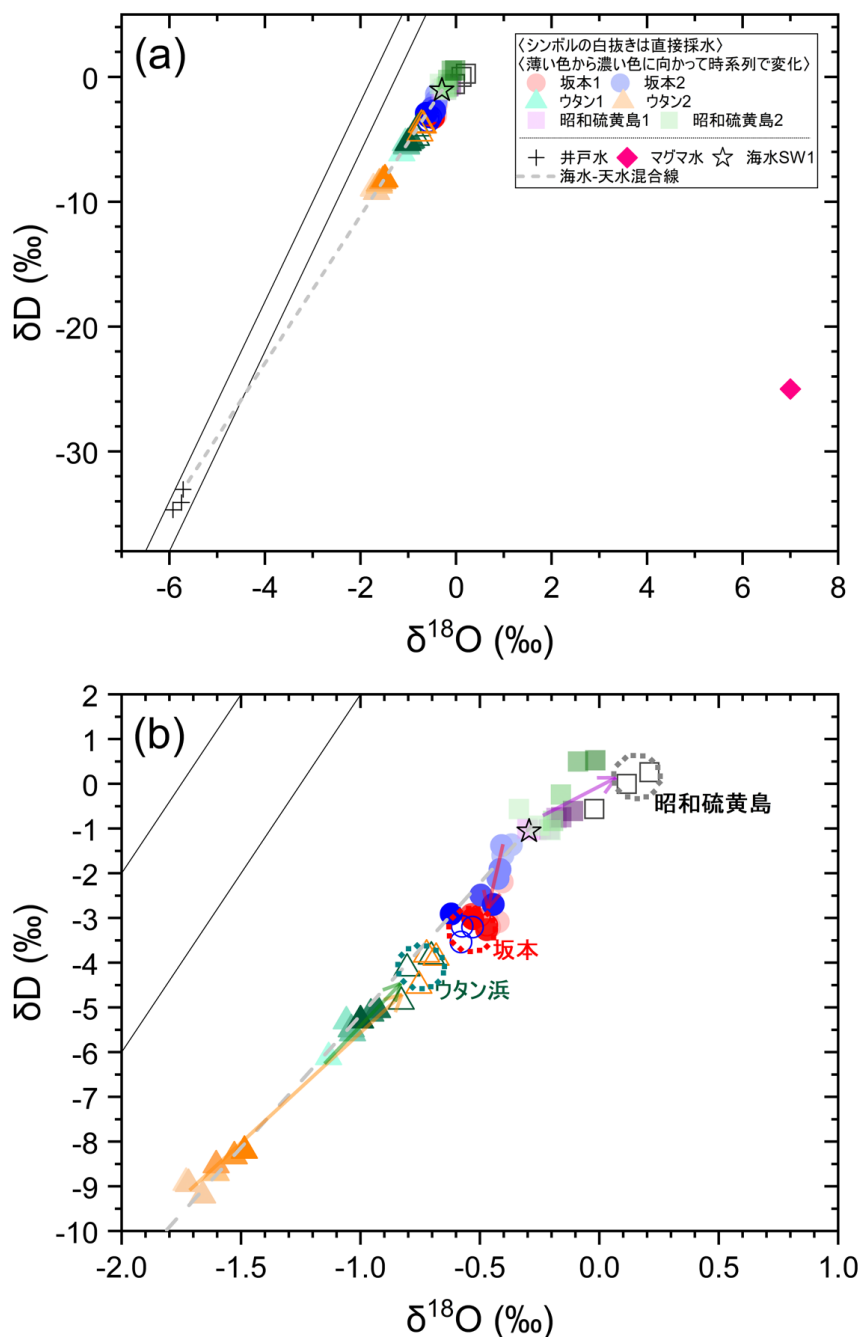 (a)
〈シンボルの白抜きは直接採水〉
〈薄い色から濃い色に向かって時系列で変化〉
坂本1 坂本2
ウタン1 ウタン2
昭和硫黄島1 昭和硫黄島2
井戸水 マグマ水 海水SW1
海水-天水混合線
0
-10
-20
-30
δD (‰)
-6 -4 -2 0 2 4 6 8
δ¹⁸O (‰)
(b)
2
1
0
-1
-2
-3
-4
-5
-6
-7
-8
-9
-10
δD (‰)
昭和硫黄島
坂本
ウタン浜
-2.0 -1.5 -1.0 -0.5 0.0 0.5 1.0
δ¹⁸O (‰)